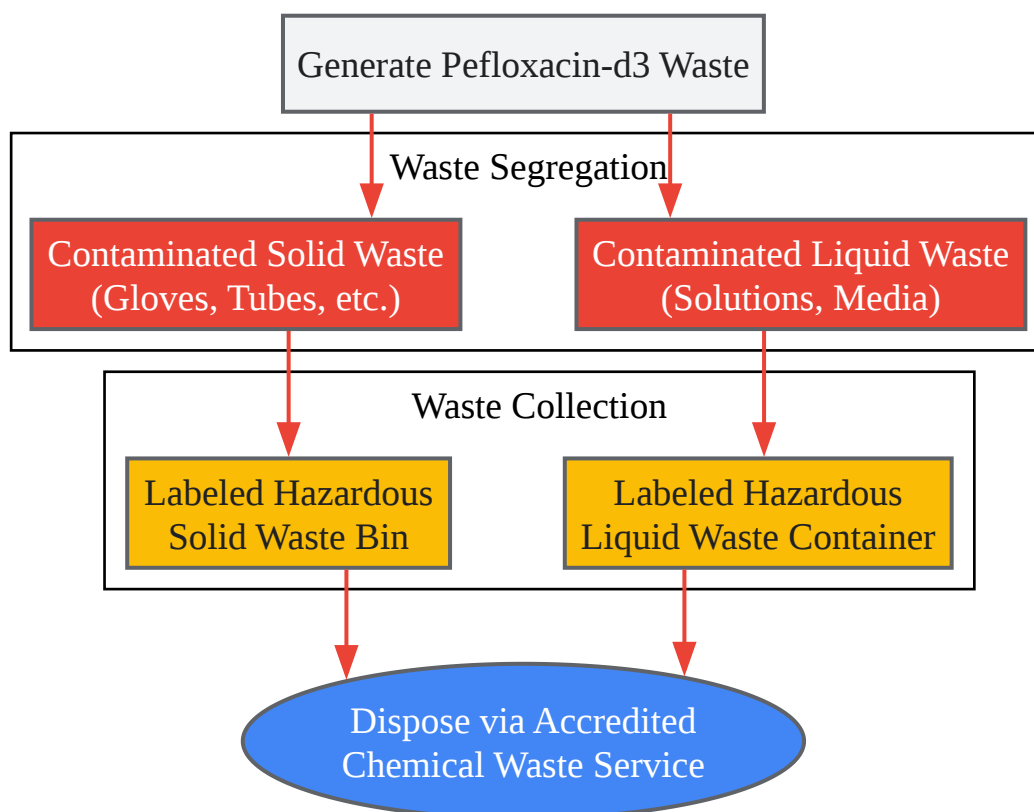 Generate Pefloxacin-d3 Waste
Waste Segregation
Contaminated Solid Waste
(Gloves, Tubes, etc.)
Contaminated Liquid Waste
(Solutions, Media)
Waste Collection
Labeled Hazardous
Solid Waste Bin
Labeled Hazardous
Liquid Waste Container
Dispose via Accredited
Chemical Waste Service